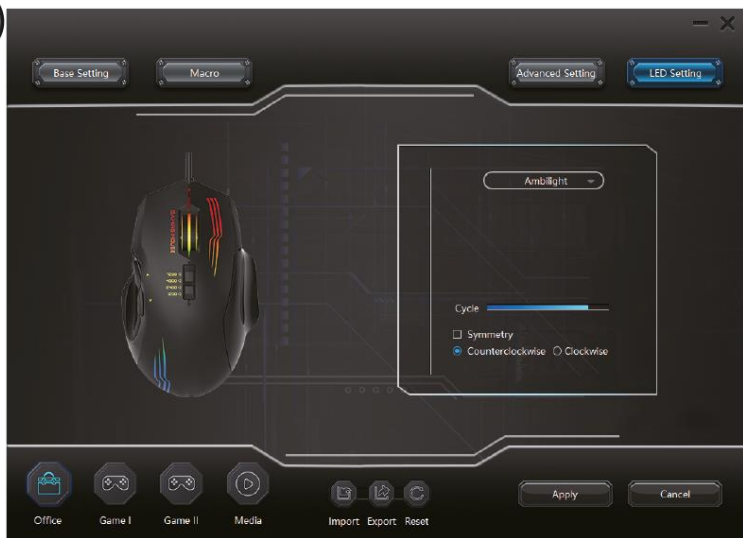 )
Base Setting
Macro
Advanced Setting
LED Setting
Ambilight
Cycle
Symmetry
Counterclockwise
Clockwise
Office
Game I
Game II
Media
Import
Export
Reset
Apply
Cancel